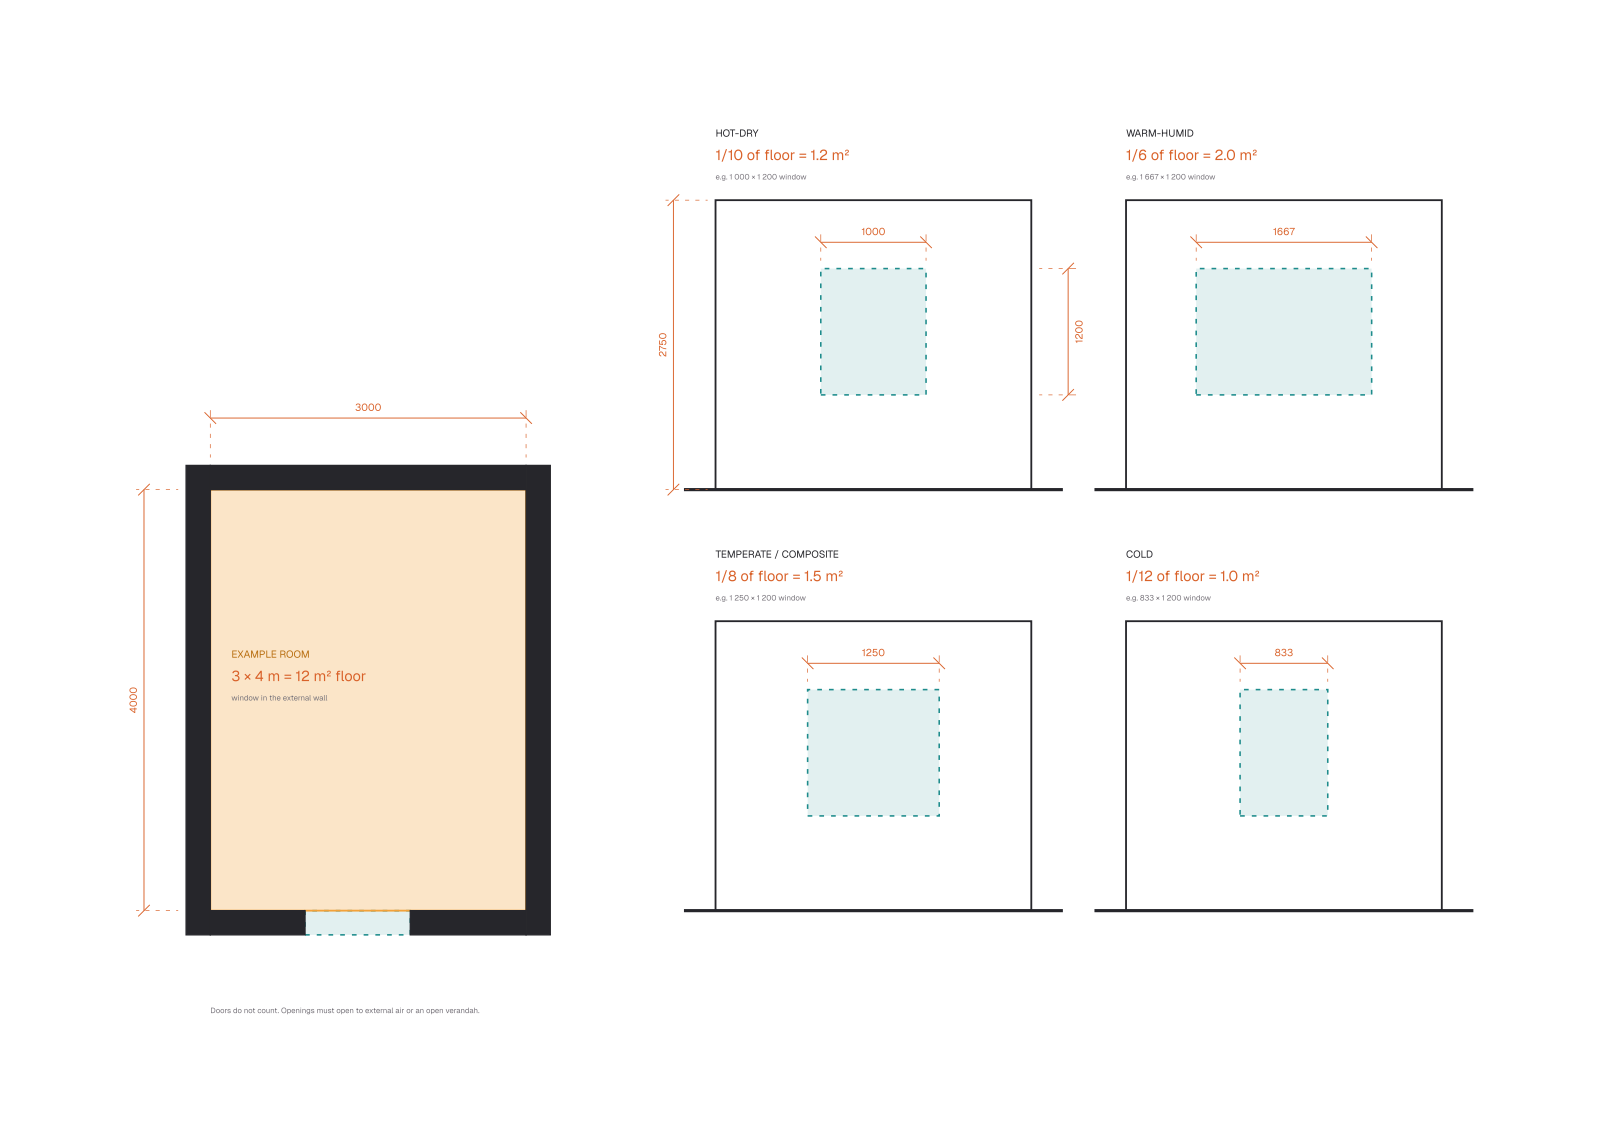 HOT-DRY
1/10 of floor = 1.2 m²
e.g. 1 000 × 1 200 window
2750
1000
1200
WARM-HUMID
1/6 of floor = 2.0 m²
e.g. 1 667 × 1 200 window
1667
3000
4000
EXAMPLE ROOM
3 × 4 m = 12 m² floor
window in the external wall
TEMPERATE / COMPOSITE
1/8 of floor = 1.5 m²
e.g. 1 250 × 1 200 window
1250
COLD
1/12 of floor = 1.0 m²
e.g. 833 × 1 200 window
833
Doors do not count. Openings must open to external air or an open verandah.